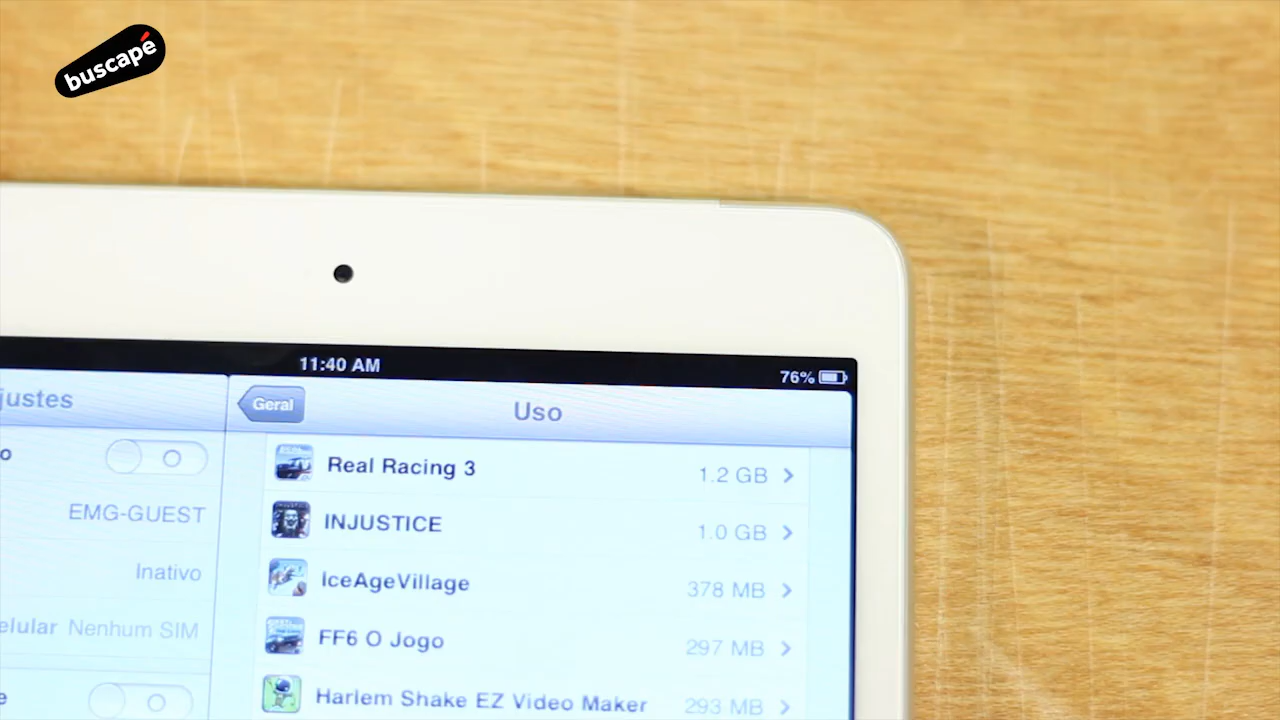 buscapé
11:40 AM
76%
justes
Geral
Uso
o
Real Racing 3
1.2 GB
EMG-GUEST
INJUSTICE
1.0 GB
Inativo
IceAgeVillage
378 MB
elular Nenhum SIM
FF6 O Jogo
297 MB
e
Harlem Shake EZ Video Maker
293 MB